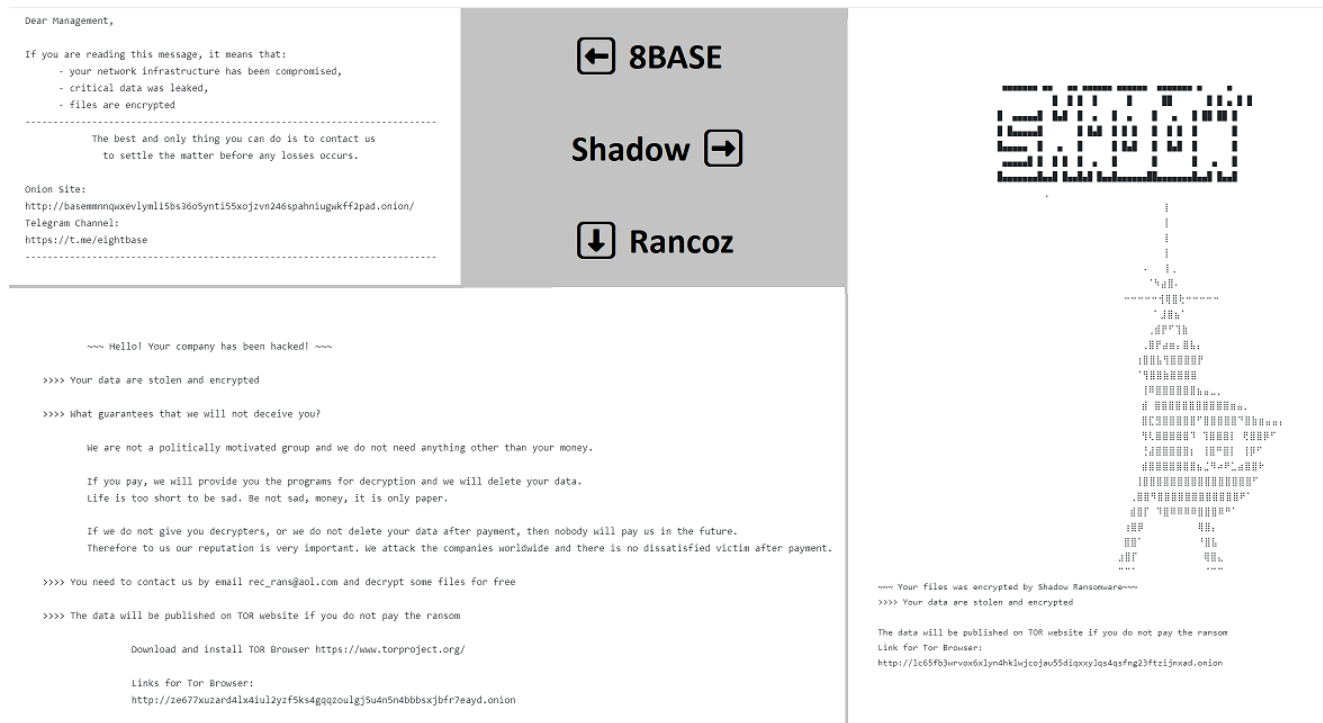 Dear Management,
If you are reading this message, it means that:
- your network infrastructure has been compromised,
- critical data was leaked,
- files are encrypted
--------------------------------------------------------------------------
The best and only thing you can do is to contact us
to settle the matter before any losses occurs.
Onion Site:
http://basemmnnqwxevlymli5bs36o5ynti55xojzvn246spahniugwkff2pad.onion/
Telegram Channel:
https://t.me/eightbase
--------------------------------------------------------------------------
8BASE
Shadow
Rancoz
~~~ Hello! Your company has been hacked! ~~~
>>>> Your data are stolen and encrypted
>>>> What guarantees that we will not deceive you?
We are not a politically motivated group and we do not need anything other than your money.
If you pay, we will provide you the programs for decryption and we will delete your data.
Life is too short to be sad. Be not sad, money, it is only paper.
If we do not give you decrypters, or we do not delete your data after payment, then nobody will pay us in the future.
Therefore to us our reputation is very important. We attack the companies worldwide and there is no dissatisfied victim after payment.
>>>> You need to contact us by email rec_rans@aol.com and decrypt some files for free
>>>> The data will be published on TOR website if you do not pay the ransom
Download and install TOR Browser https://www.torproject.org/
Links for Tor Browser:
http://ze677xuzard4lx4iul2yzf5ks4gqqzoulgj5u4n5n4bbbsxjbfr7eayd.onion
~~~ Your files was encrypted by Shadow Ransomware~~~
>>>> Your data are stolen and encrypted
The data will be published on TOR website if you do not pay the ransom
Link for Tor Browser:
http://lc65fb3wrvox6xlyn4hklwjcojau55diqxxylqs4qsfng23ftzijnxad.onion